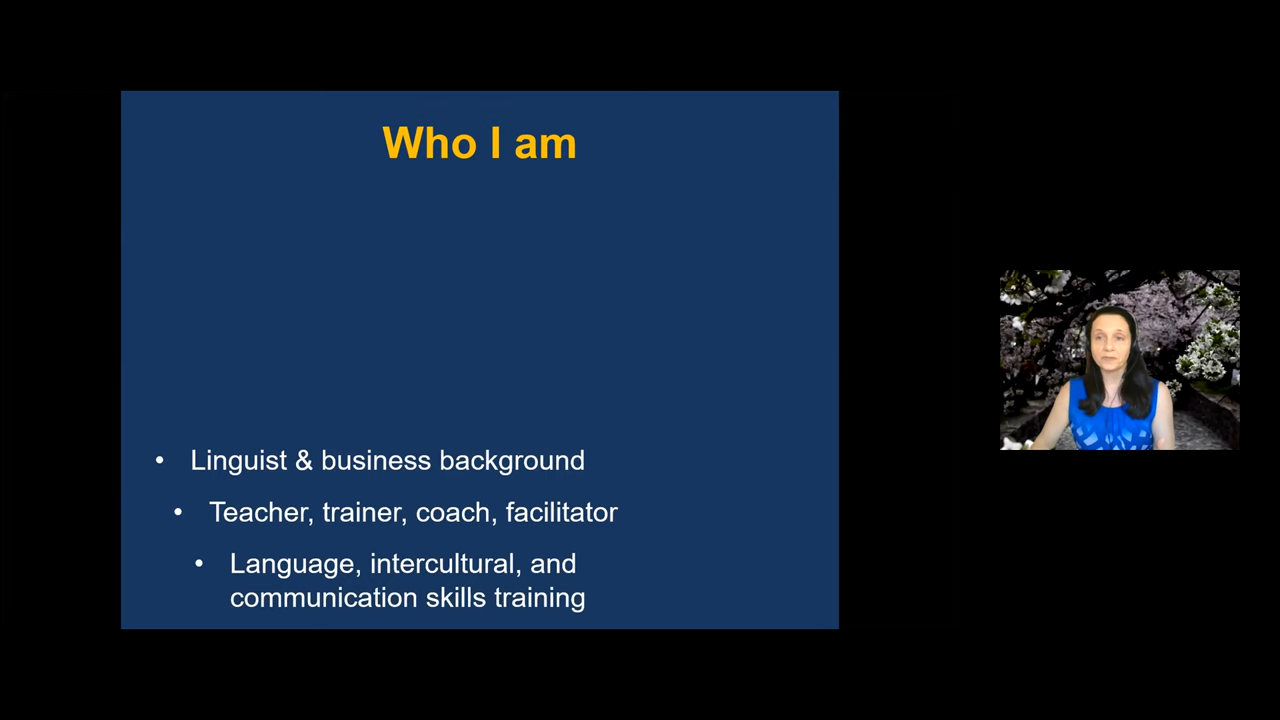 Who I am
• Linguist & business background
• Teacher, trainer, coach, facilitator
• Language, intercultural, and
communication skills training